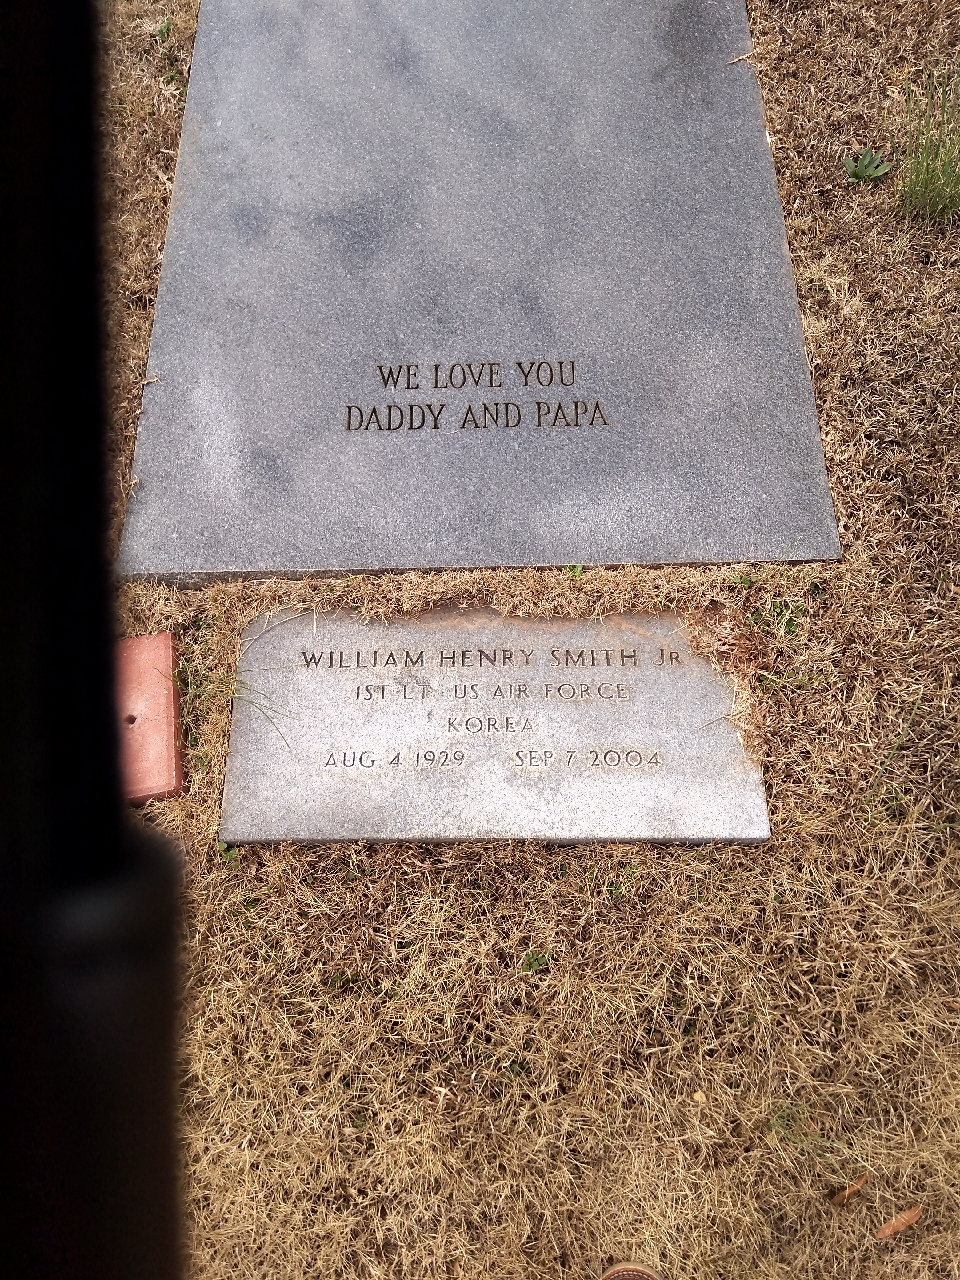 WE LOVE YOU
DADDY AND PAPA
WILLIAM HENRY SMITH JR
1ST LT US AIR FORCE
KOREA
AUG 4 1929 SEP 7 2004